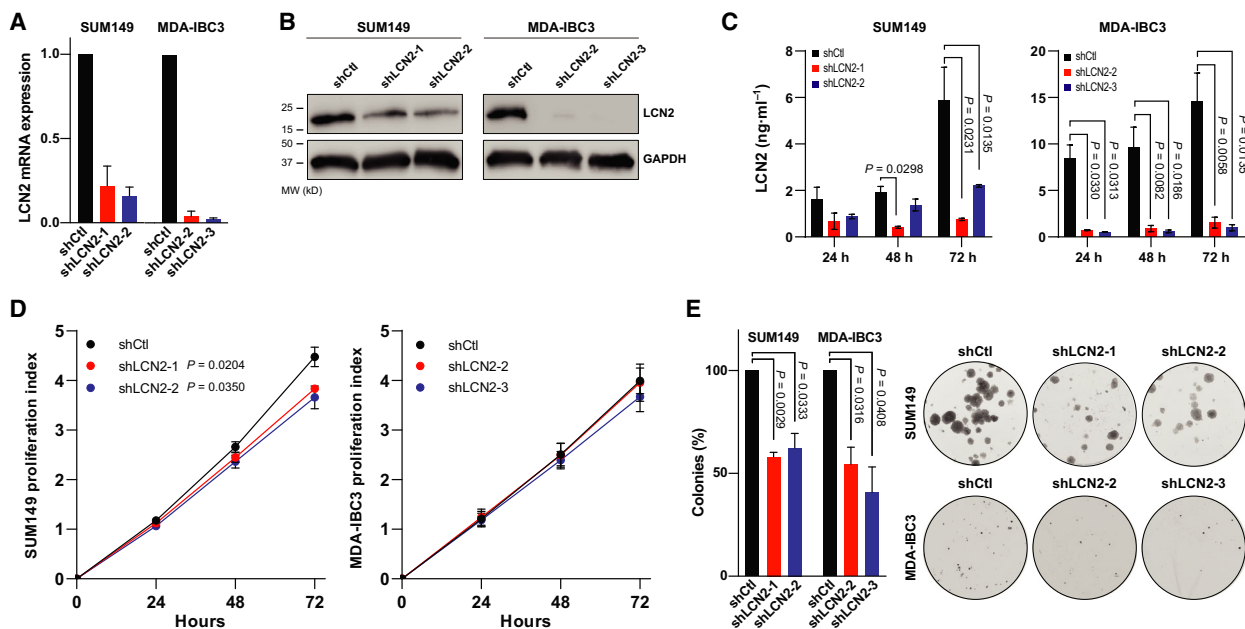 A
SUM149 MDA-IBC3
LCN2 mRNA expression
1.0
0.5
0.0
shCtl
shLCN2-1
shLCN2-2
shCtl
shLCN2-2
shLCN2-3
B
SUM149 MDA-IBC3
shCtl shLCN2-1 shLCN2-2 shCtl shLCN2-2 shLCN2-3
25
15
LCN2
50
37
GAPDH
MW (kD)
C
SUM149
LCN2 (ng·ml⁻¹)
8
6
4
2
0
shCtl
shLCN2-1
shLCN2-2
P = 0.0298
P = 0.0231
P = 0.0135
24 h 48 h 72 h
MDA-IBC3
20
15
10
5
0
shCtl
shLCN2-2
shLCN2-3
P = 0.0330
P = 0.0313
P = 0.0082
P = 0.0186
P = 0.0058
P = 0.0135
24 h 48 h 72 h
D
SUM149 proliferation index
5
4
3
2
1
0
shCtl
shLCN2-1 P = 0.0204
shLCN2-2 P = 0.0350
0 24 48 72
Hours
MDA-IBC3 proliferation index
5
4
3
2
1
0
shCtl
shLCN2-2
shLCN2-3
0 24 48 72
Hours
E
SUM149 MDA-IBC3
Colonies (%)
100
50
0
P = 0.0029
P = 0.0333
P = 0.0316
P = 0.0408
shCtl
shLCN2-1
shLCN2-2
shCtl
shLCN2-2
shLCN2-3
shCtl shLCN2-1 shLCN2-2
SUM149
shCtl shLCN2-2 shLCN2-3
MDA-IBC3